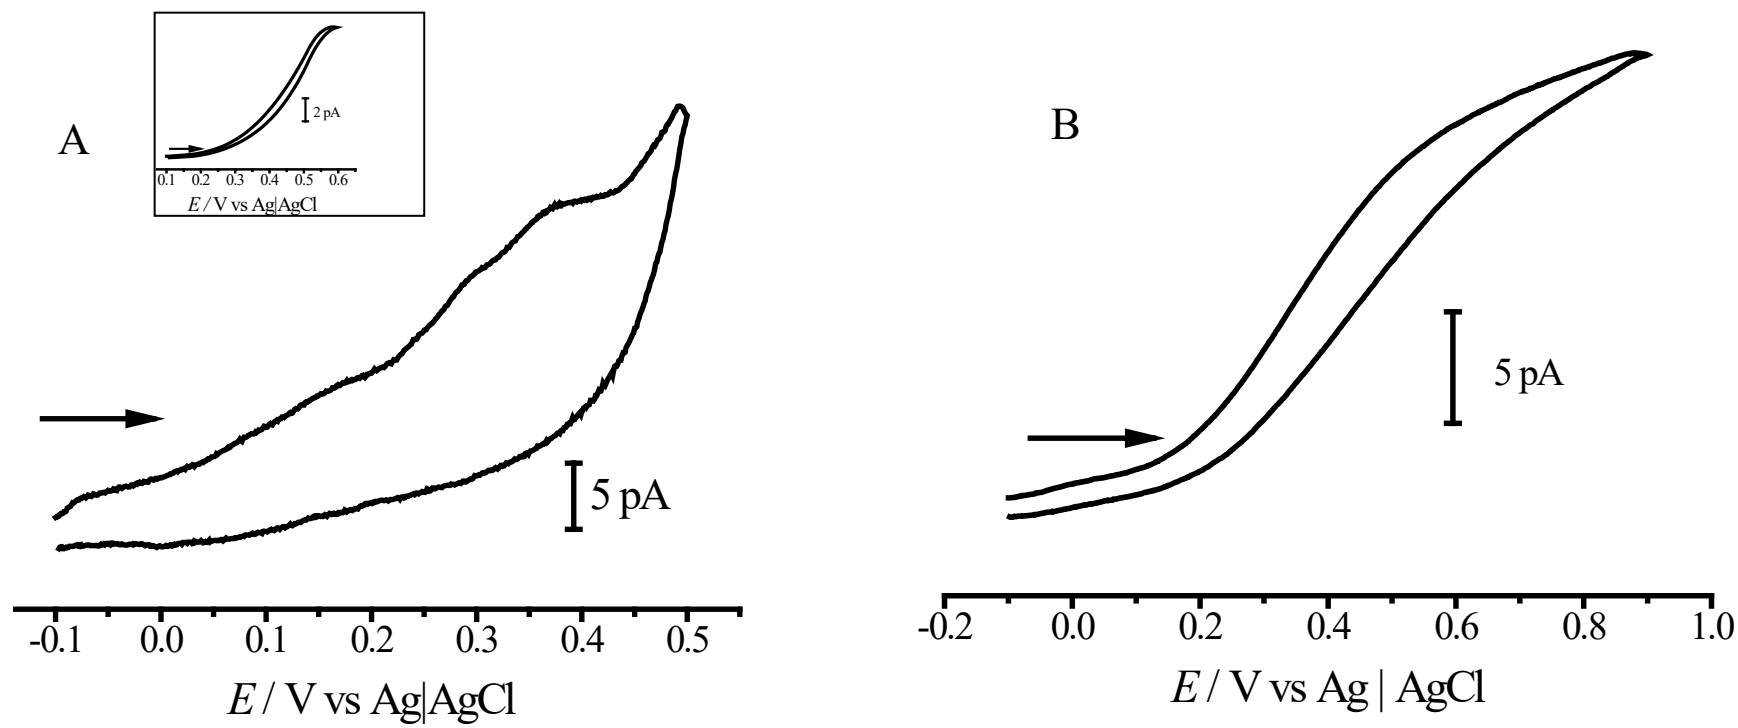 A
2 pA
0.1 0.2 0.3 0.4 0.5 0.6
E / V vs Ag|AgCl
5 pA
-0.1 0.0 0.1 0.2 0.3 0.4 0.5
E / V vs Ag|AgCl
B
5 pA
-0.2 0.0 0.2 0.4 0.6 0.8 1.0
E / V vs Ag | AgCl